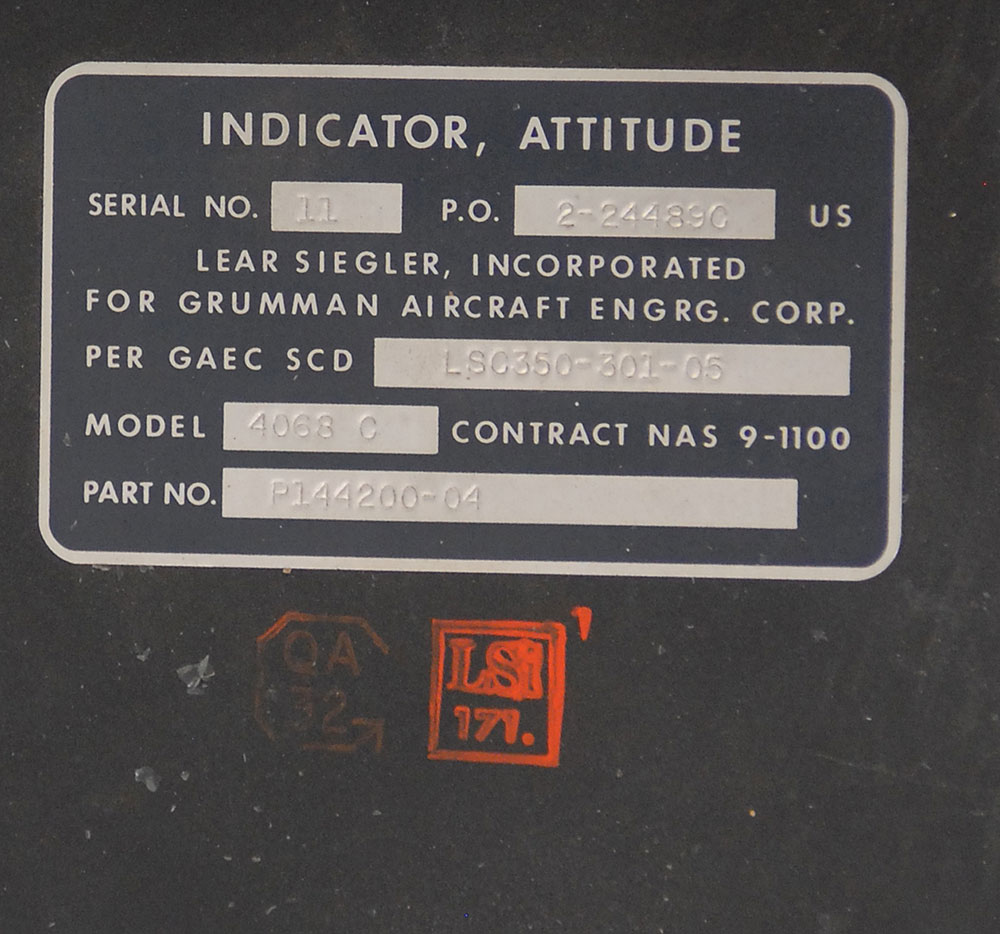 INDICATOR, ATTITUDE
SERIAL NO. 11 P.O. 2-24489C US
LEAR SIEGLER, INCORPORATED
FOR GRUMMAN AIRCRAFT ENGRG. CORP.
PER GAEC SCD LSC350-301-05
MODEL 4068 C CONTRACT NAS 9-1100
PART NO. P144200-04
QA
32
LSi
171.